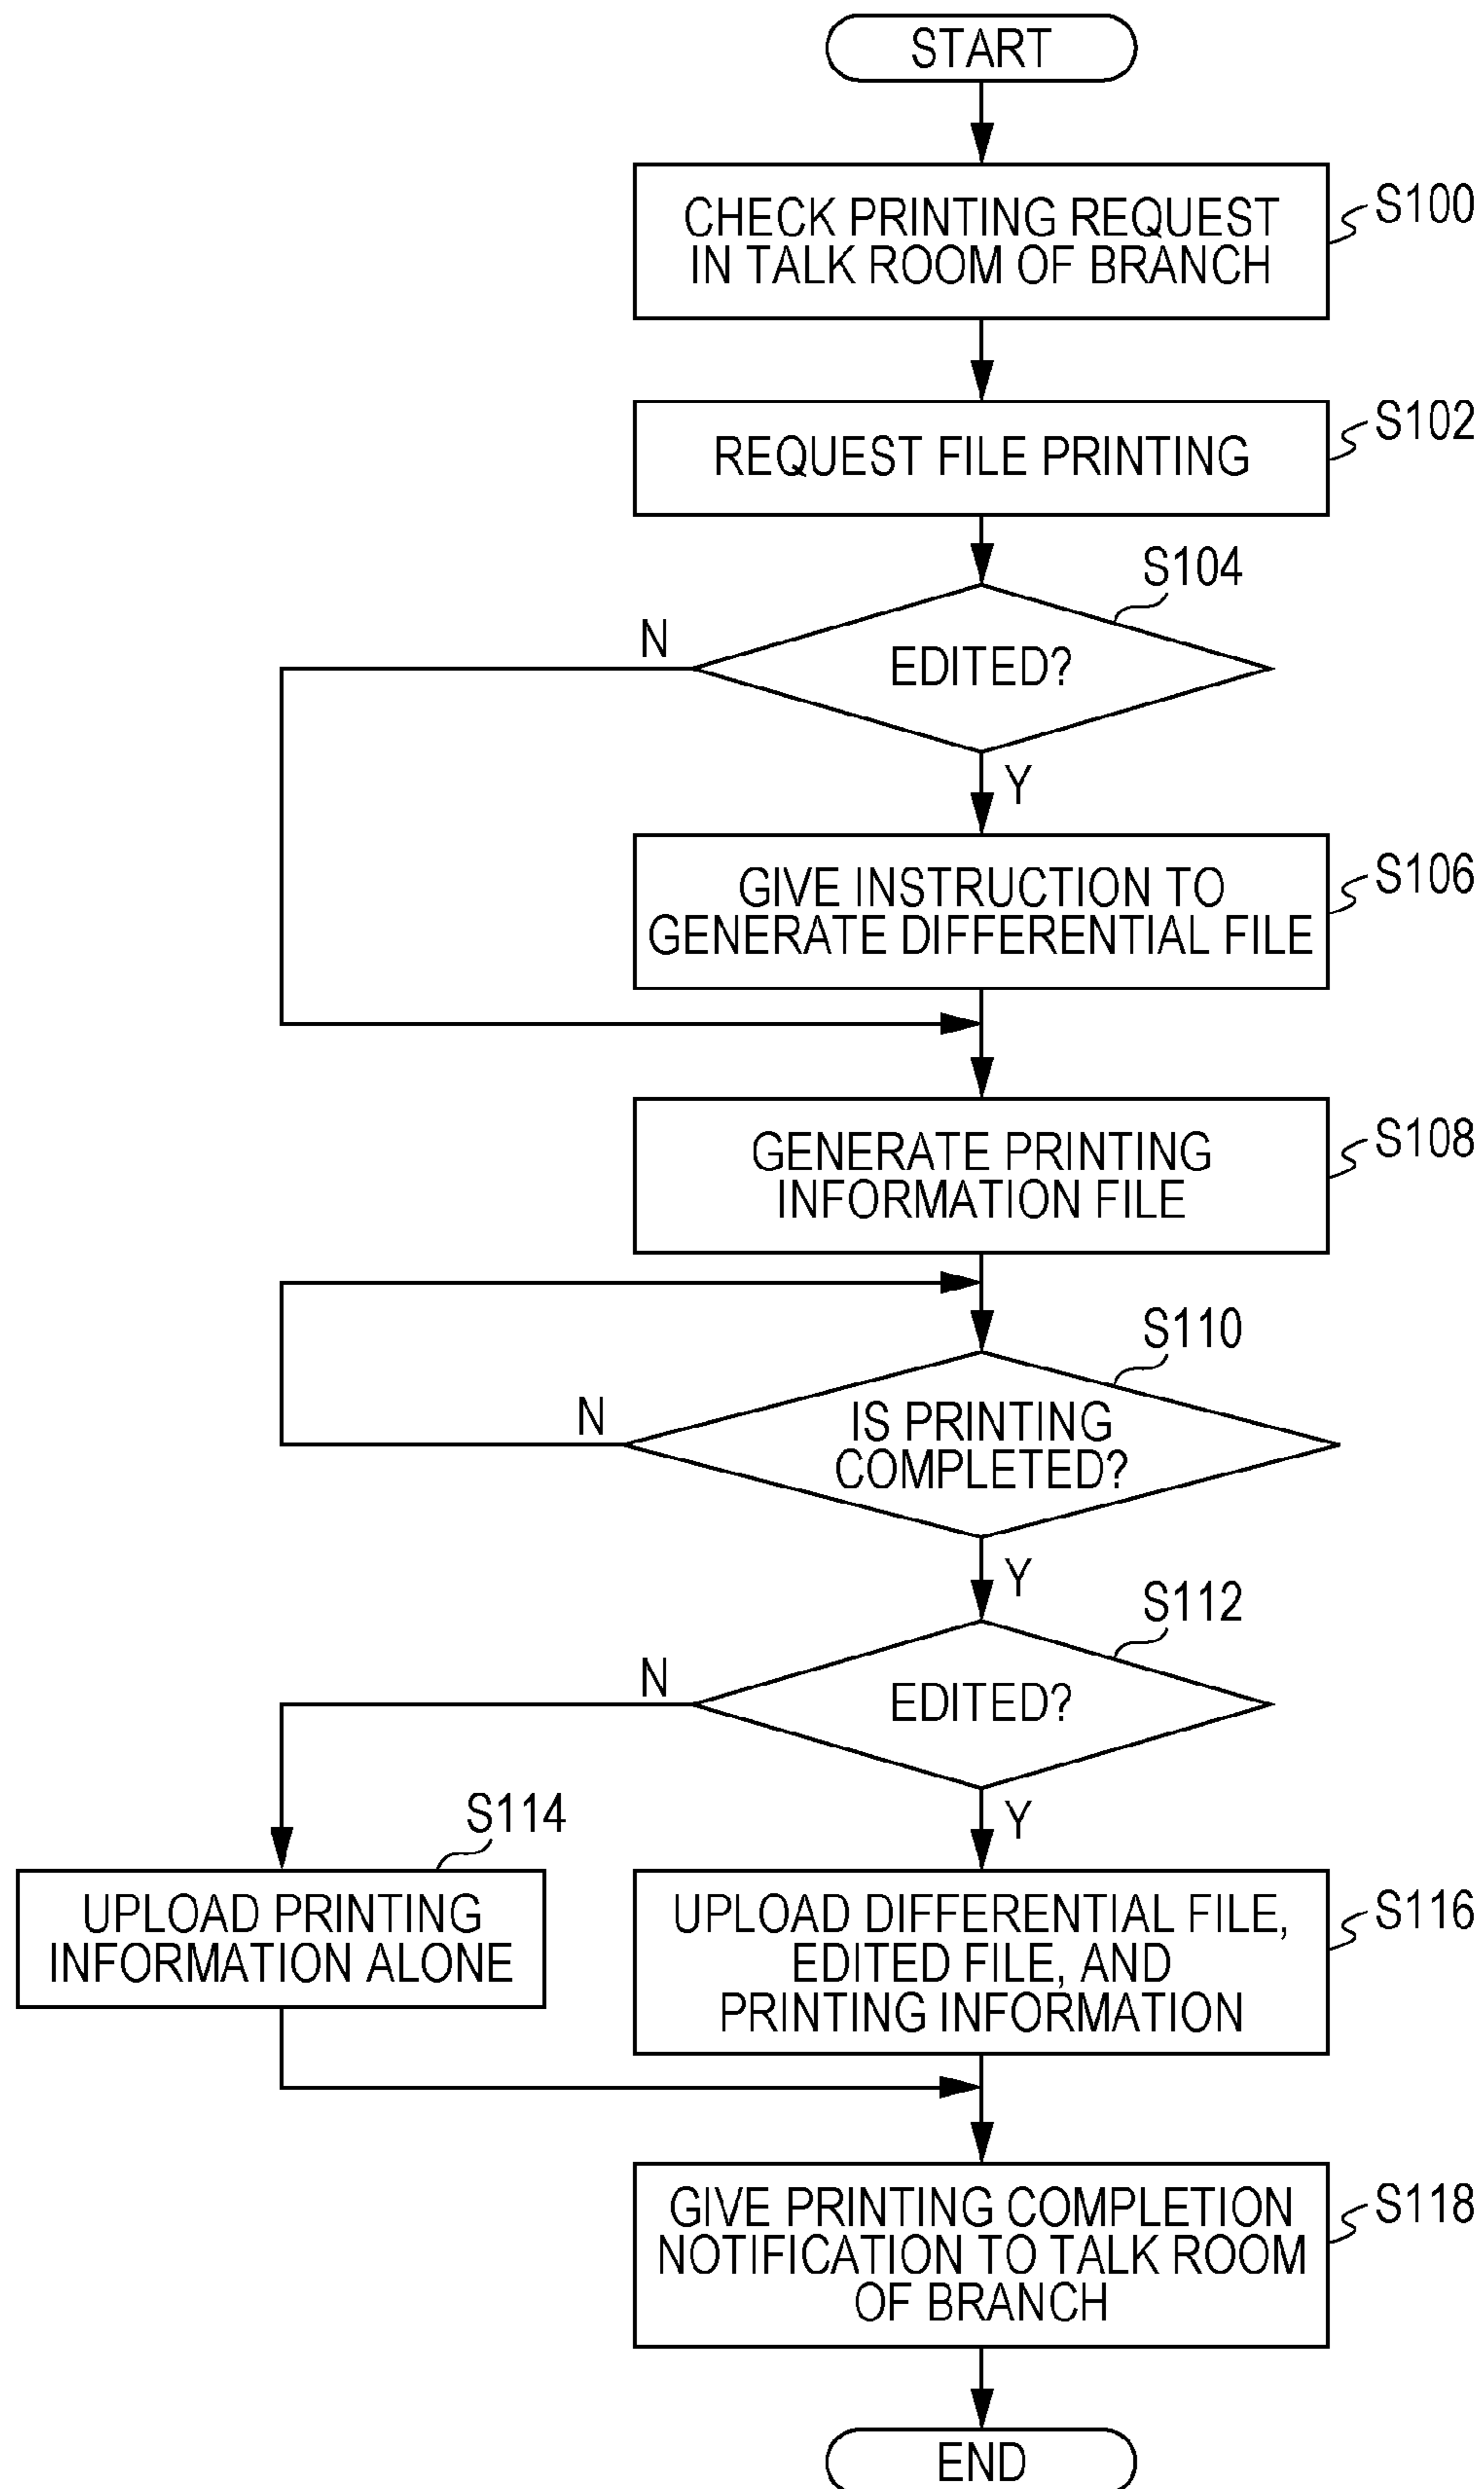 START
CHECK PRINTING REQUEST
IN TALK ROOM OF BRANCH
S100
REQUEST FILE PRINTING
S102
S104
EDITED?
N
Y
GIVE INSTRUCTION TO
GENERATE DIFFERENTIAL FILE
S106
GENERATE PRINTING
INFORMATION FILE
S108
S110
IS PRINTING
COMPLETED?
N
Y
S112
EDITED?
N
Y
S114
UPLOAD PRINTING
INFORMATION ALONE
UPLOAD DIFFERENTIAL FILE,
EDITED FILE, AND
PRINTING INFORMATION
S116
GIVE PRINTING COMPLETION
NOTIFICATION TO TALK ROOM
OF BRANCH
S118
END